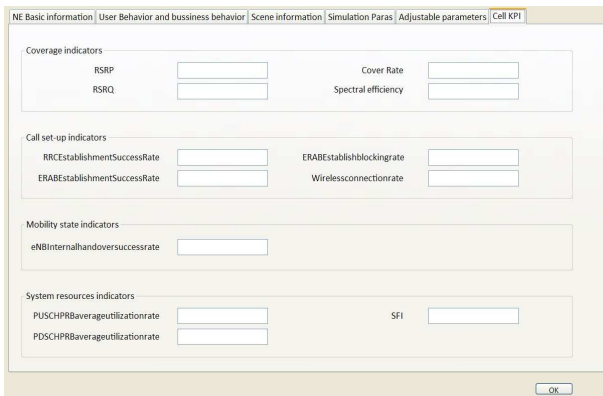 NE Basic information User Behavior and bussiness behavior Scene information Simulation Paras Adjustable parameters Cell KPI
Coverage indicators
RSRP Cover Rate
RSRQ Spectral efficiency
Call set-up indicators
RRCEstablishmentSuccessRate ERABEstablishblockingrate
ERABEstablishmentSuccessRate Wirelessconnectionrate
Mobility state indicators
eNBInternalhandoversuccessrate
System resources indicators
PUSCHPRBaverageutilizationrate SFI
PDSCHPRBaverageutilizationrate
OK